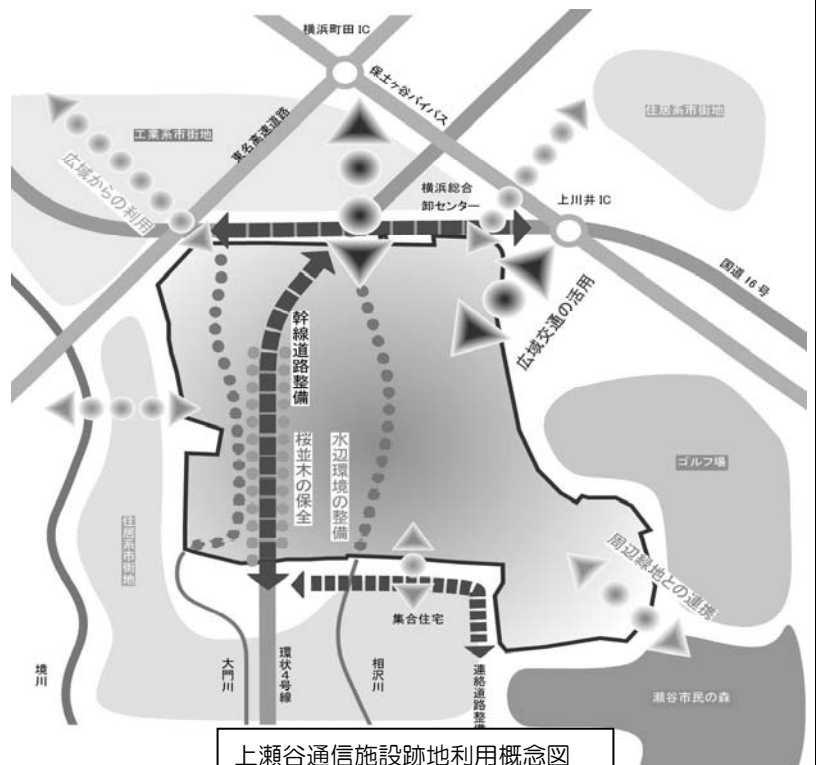 横浜町田IC
保土ヶ谷バイパス
工業系市街地
東名高速道路
住居系市街地
広域からの利用
横浜総合
卸センター
上川井IC
国道16号
広域交通の活用
幹線道路整備
桜並木の保全
水辺環境の整備
ゴルフ場
住居系市街地
周辺緑地との連携
集合住宅
境川
大門川
環状4号線
相沢川
連絡道路整備
瀬谷市民の森
上瀬谷通信施設跡地利用概念図